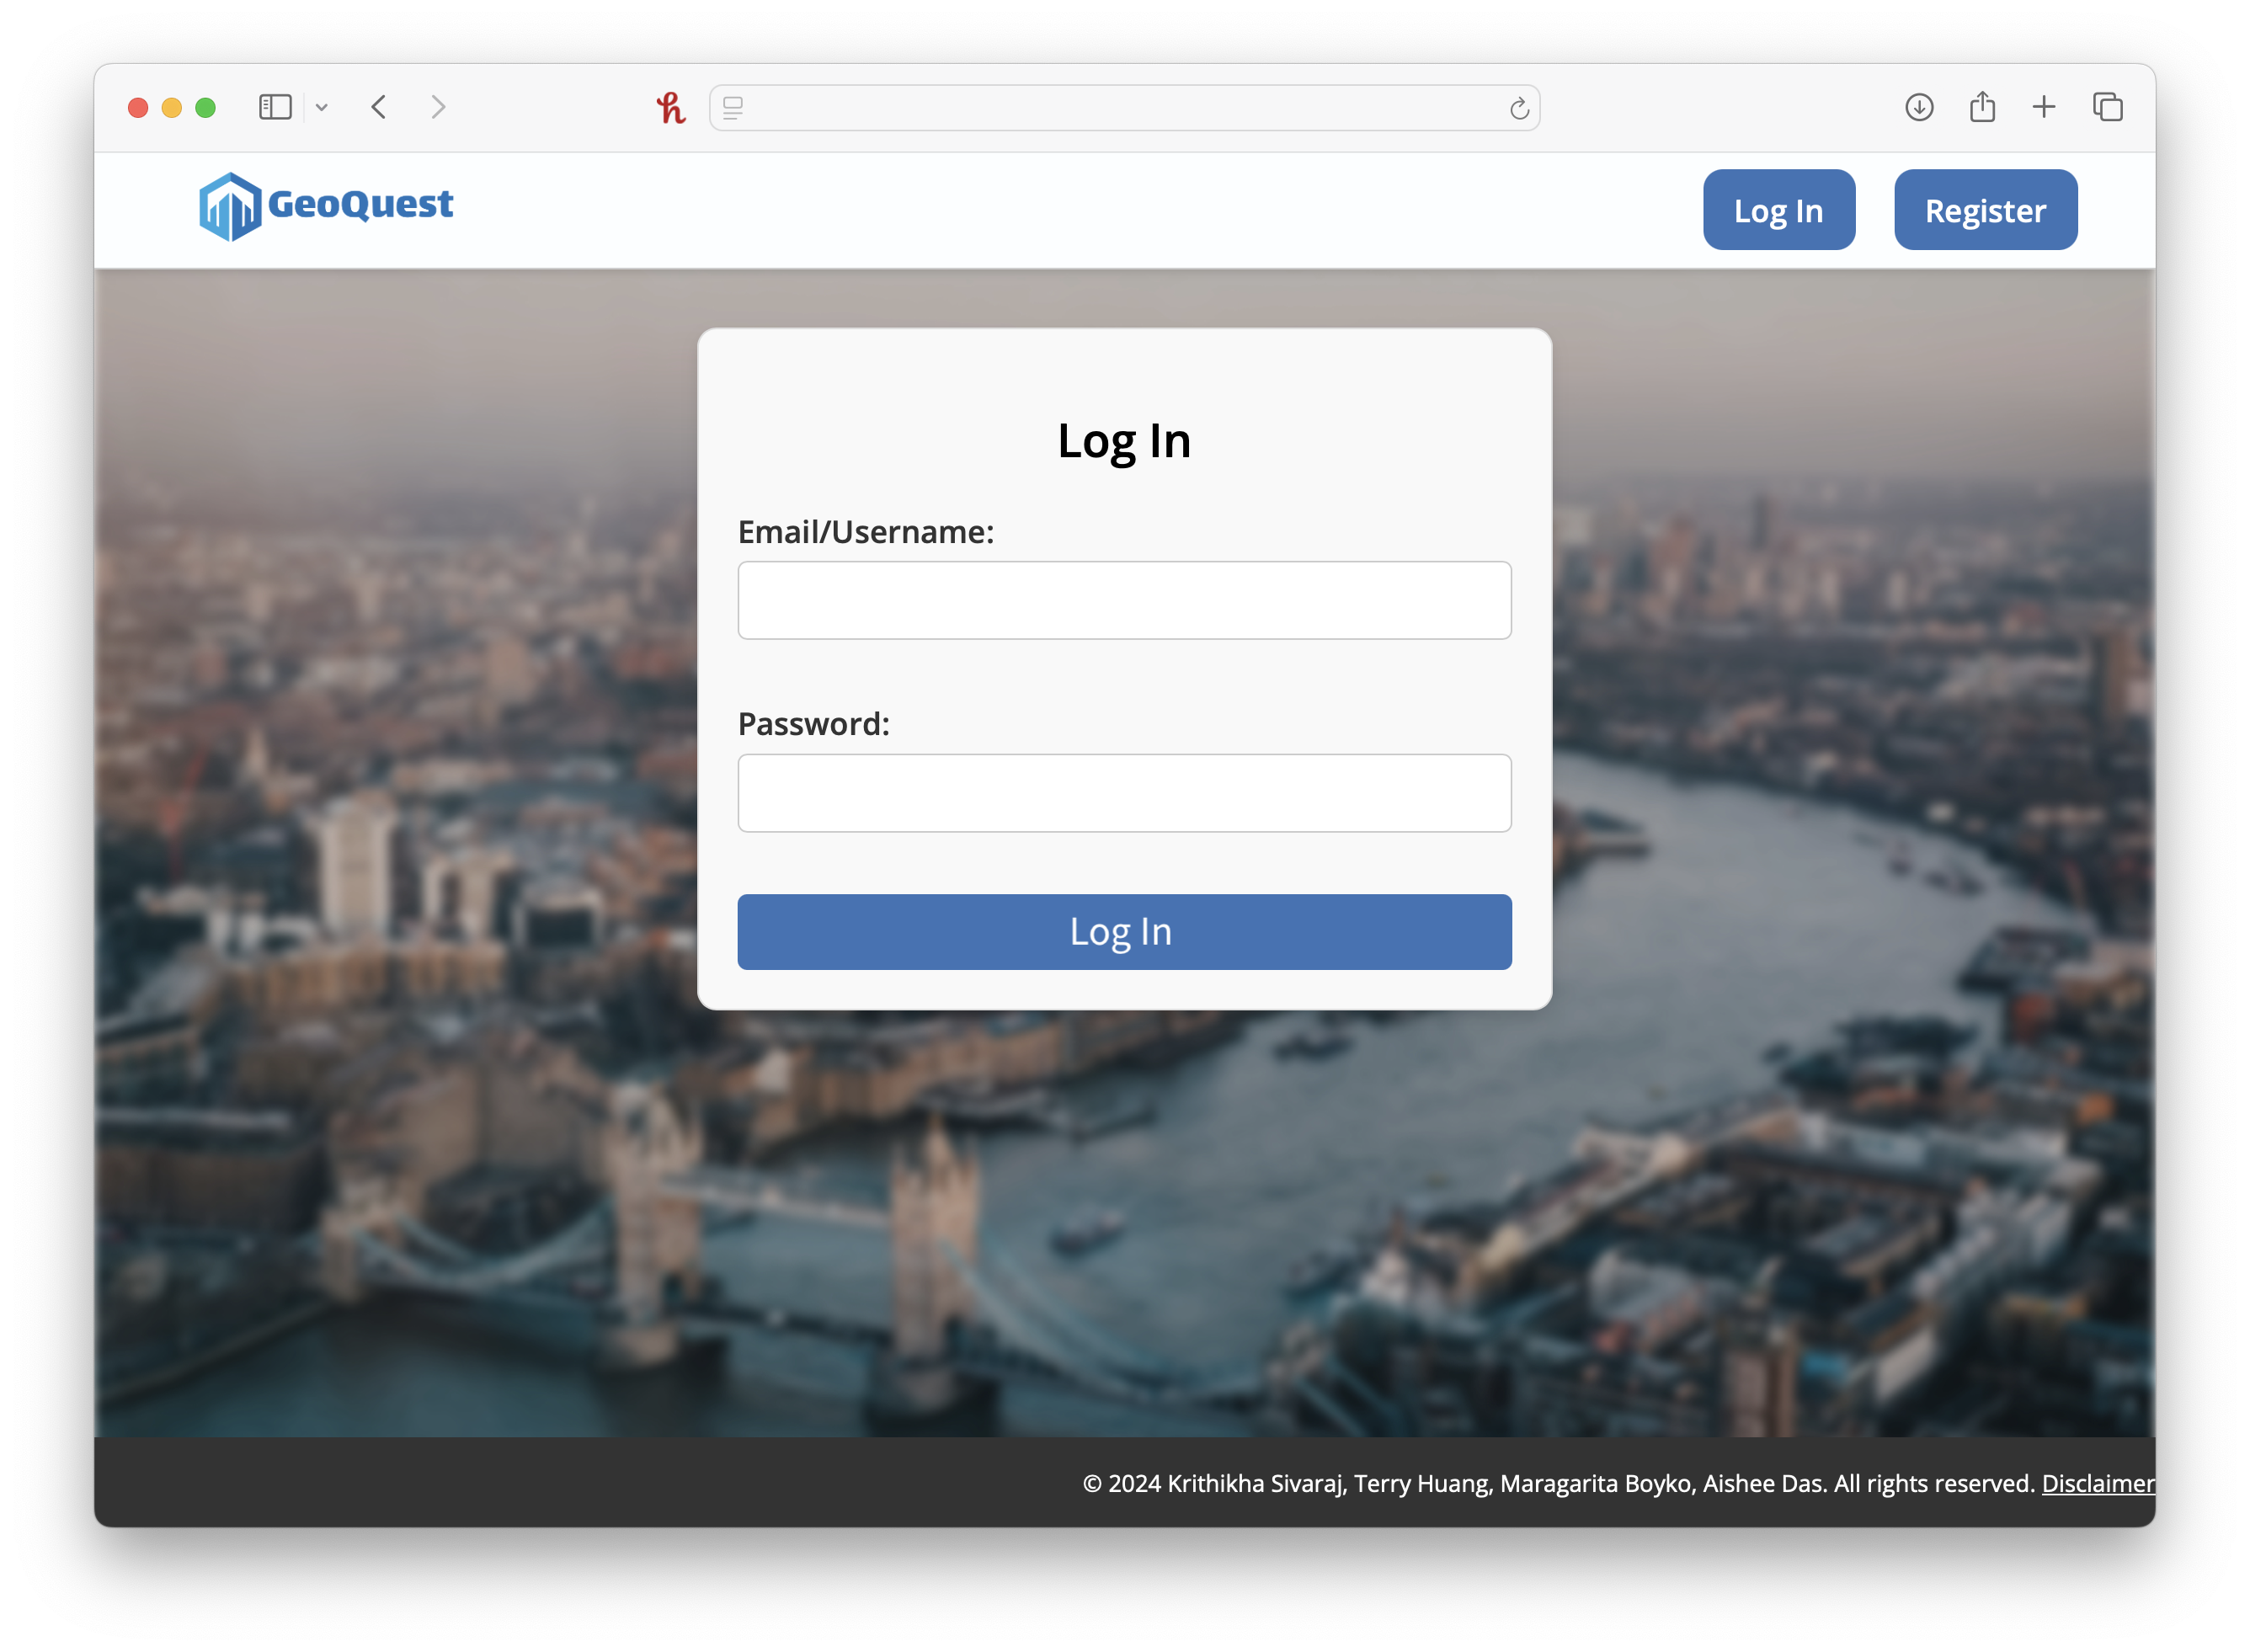 GeoQuest
Log In
Register
Log In
Email/Username:
Password:
Log In
© 2024 Krithikha Sivaraj, Terry Huang, Maragarita Boyko, Aishee Das. All rights reserved. Disclaimer